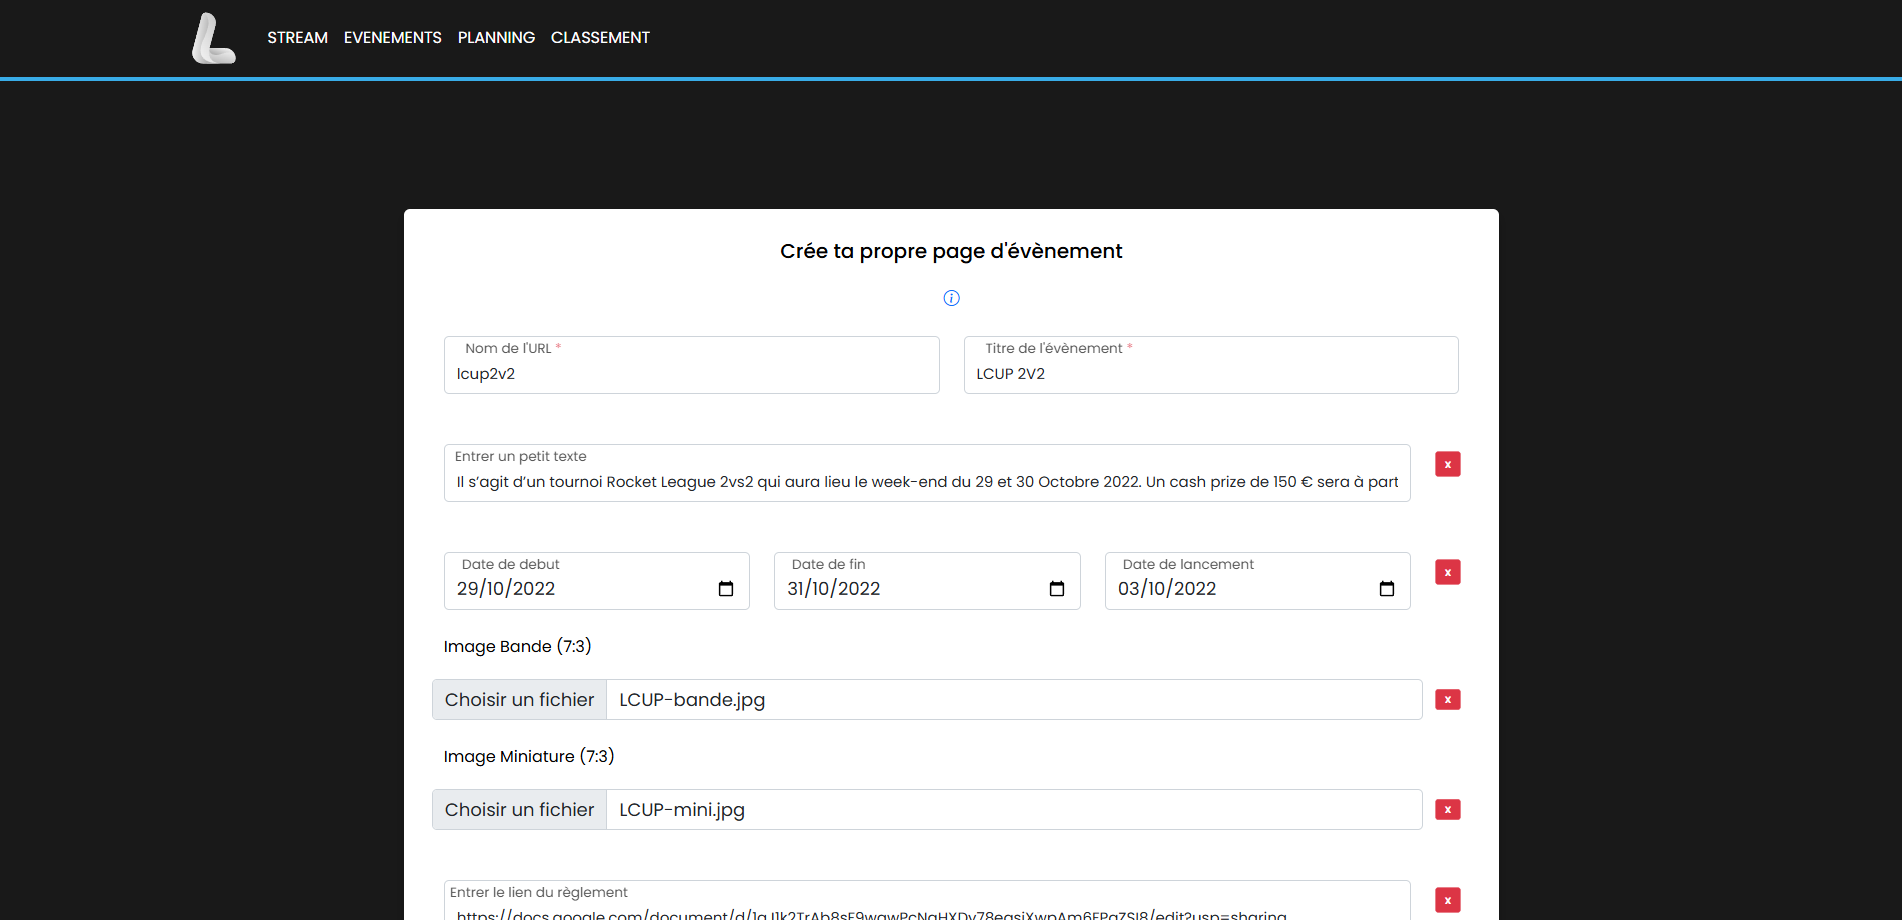 STREAM EVENEMENTS PLANNING CLASSEMENT
Crée ta propre page d'évènement
Nom de l'URL * Titre de l'évènement *
lcup2v2 LCUP 2V2
Entrer un petit texte
Il s’agit d’un tournoi Rocket League 2vs2 qui aura lieu le week-end du 29 et 30 Octobre 2022. Un cash prize de 150 € sera à part
x
Date de debut Date de fin Date de lancement
29/10/2022 31/10/2022 03/10/2022
x
Image Bande (7:3)
Choisir un fichier LCUP-bande.jpg x
Image Miniature (7:3)
Choisir un fichier LCUP-mini.jpg x
Entrer le lien du règlement
x